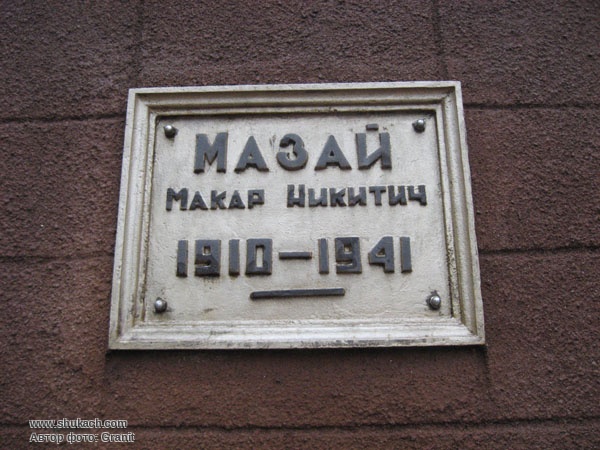 МАЗАЙ
МАКАР НИКИТИЧ
1910—1941
www.shukach.com
Автор фото: Granit